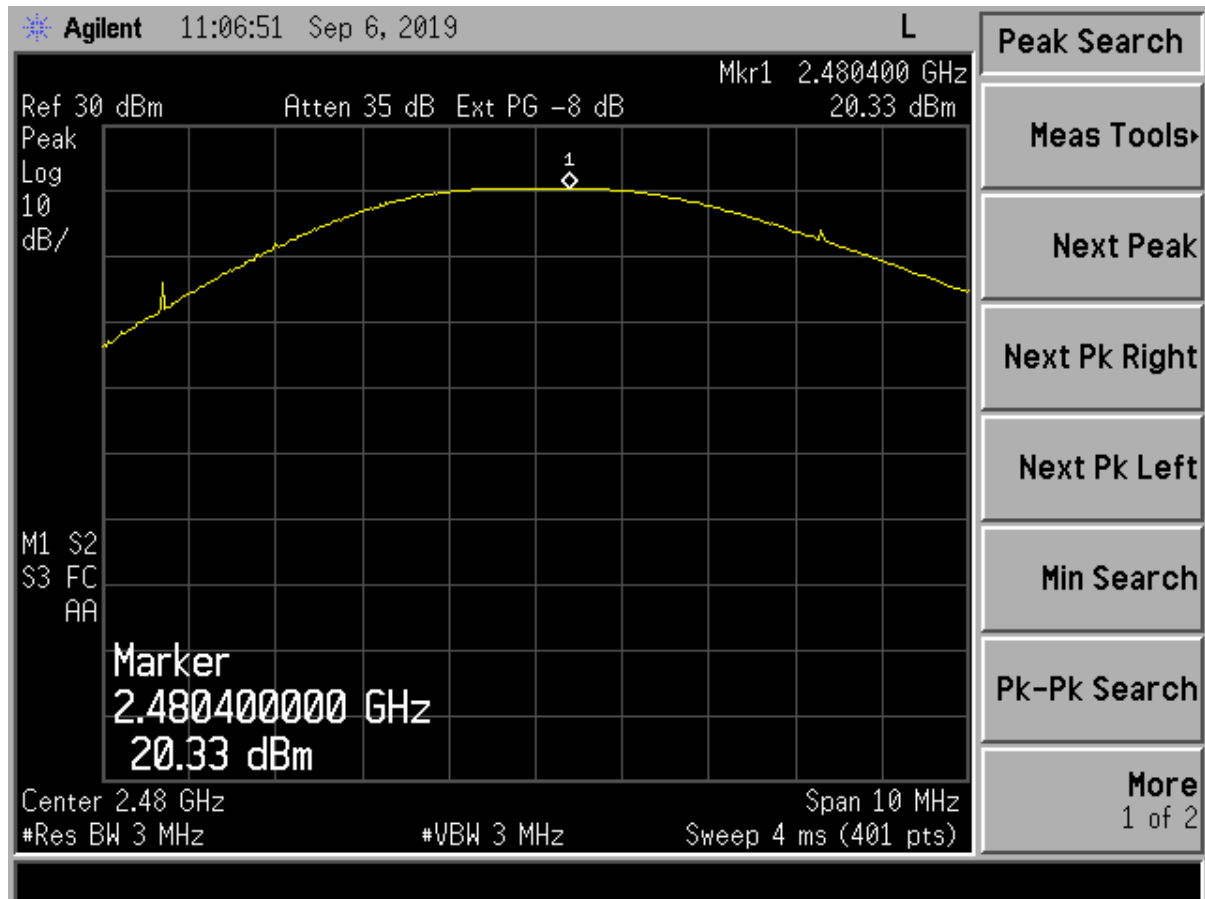 Agilent 11:06:51 Sep 6, 2019 L
Mkr1 2.480400 GHz
Ref 30 dBm Atten 35 dB Ext PG -8 dB 20.33 dBm
Peak
Log
10
dB/
1
M1 S2
S3 FC
AA
Marker
2.480400000 GHz
20.33 dBm
Center 2.48 GHz Span 10 MHz
#Res BW 3 MHz #VBW 3 MHz Sweep 4 ms (401 pts)
Peak Search
Meas Tools
Next Peak
Next Pk Right
Next Pk Left
Min Search
Pk-Pk Search
More
1 of 2